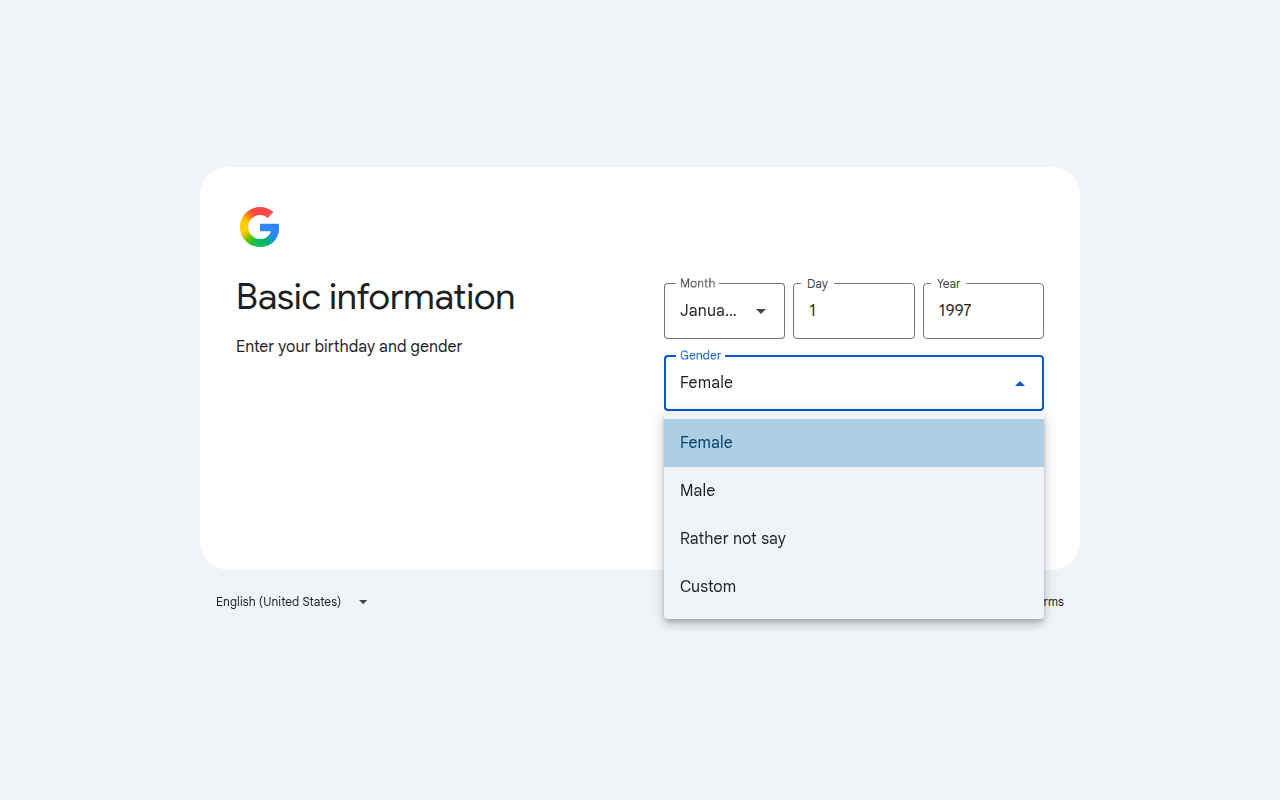 Basic information
Enter your birthday and gender
Month
Janua...
Day
1
Year
1997
Gender
Female
Female
Male
Rather not say
Custom
English (United States)